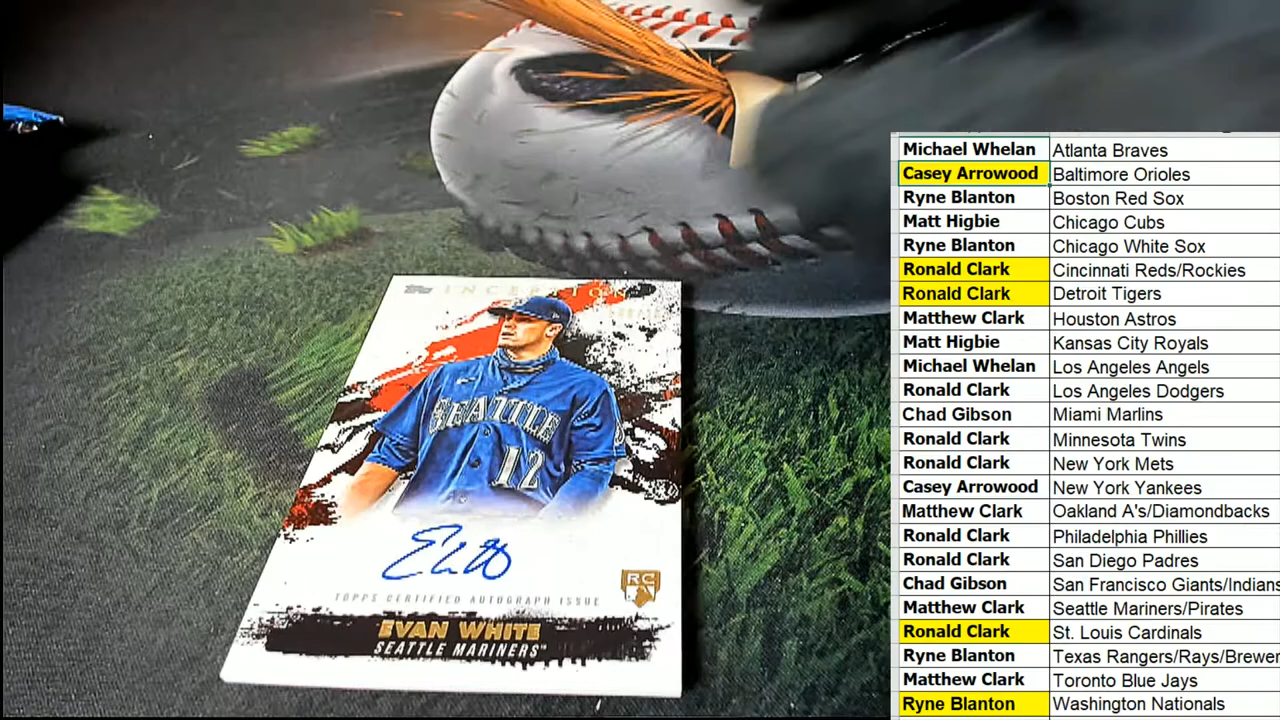 topps INCEPTION
SEATTLE
12
TOPPS CERTIFIED AUTOGRAPH ISSUE
RC
EVAN WHITE
SEATTLE MARINERS™
Michael Whelan Atlanta Braves
Casey Arrowood Baltimore Orioles
Ryne Blanton Boston Red Sox
Matt Higbie Chicago Cubs
Ryne Blanton Chicago White Sox
Ronald Clark Cincinnati Reds/Rockies
Ronald Clark Detroit Tigers
Matthew Clark Houston Astros
Matt Higbie Kansas City Royals
Michael Whelan Los Angeles Angels
Ronald Clark Los Angeles Dodgers
Chad Gibson Miami Marlins
Ronald Clark Minnesota Twins
Ronald Clark New York Mets
Casey Arrowood New York Yankees
Matthew Clark Oakland A's/Diamondbacks
Ronald Clark Philadelphia Phillies
Ronald Clark San Diego Padres
Chad Gibson San Francisco Giants/Indians
Matthew Clark Seattle Mariners/Pirates
Ronald Clark St. Louis Cardinals
Ryne Blanton Texas Rangers/Rays/Brewer
Matthew Clark Toronto Blue Jays
Ryne Blanton Washington Nationals